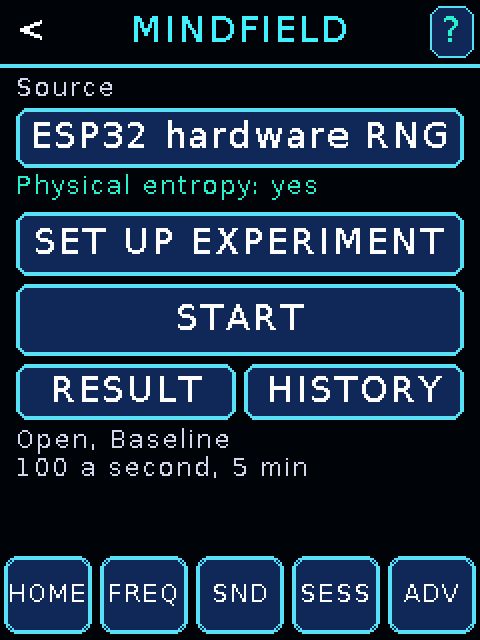 < MINDFIELD ?
Source
ESP32 hardware RNG
Physical entropy: yes
SET UP EXPERIMENT
START
RESULT HISTORY
Open, Baseline
100 a second, 5 min
HOME FREQ SND SESS ADV